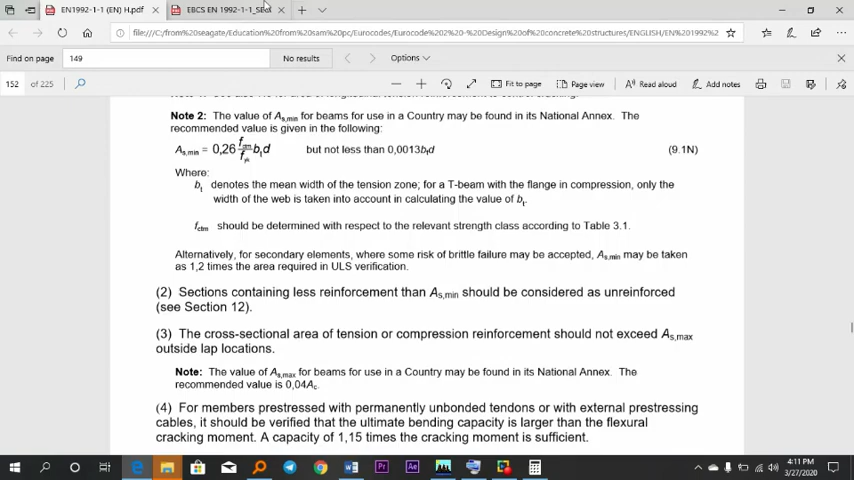 EN1992-1-1 (EN) H.pdf
EBCS EN 1992-1-1_SEc
file:///C:/from%20seagate/Education%20from%20sam%20pc/Eurocodes/Eurocode%202%20-%20Design%20of%20concrete%20structures/ENGLISH/EN%201992%2
Find on page
149
No results
Options
152 of 225
Fit to page
Page view
Read aloud
Add notes
Note 2: The value of As,min for beams for use in a Country may be found in its National Annex. The
recommended value is given in the following:
As,min = 0,26 fctm/fyk btd but not less than 0,0013btd (9.1N)
Where:
bt denotes the mean width of the tension zone; for a T-beam with the flange in compression, only the
width of the web is taken into account in calculating the value of bt.
fctm should be determined with respect to the relevant strength class according to Table 3.1.
Alternatively, for secondary elements, where some risk of brittle failure may be accepted, As,min may be taken
as 1,2 times the area required in ULS verification.
(2) Sections containing less reinforcement than As,min should be considered as unreinforced
(see Section 12).
(3) The cross-sectional area of tension or compression reinforcement should not exceed As,max
outside lap locations.
Note: The value of As,max for beams for use in a Country may be found in its National Annex. The
recommended value is 0,04Ac.
(4) For members prestressed with permanently unbonded tendons or with external prestressing
cables, it should be verified that the ultimate bending capacity is larger than the flexural
cracking moment. A capacity of 1,15 times the cracking moment is sufficient.
4:11 PM
3/27/2020